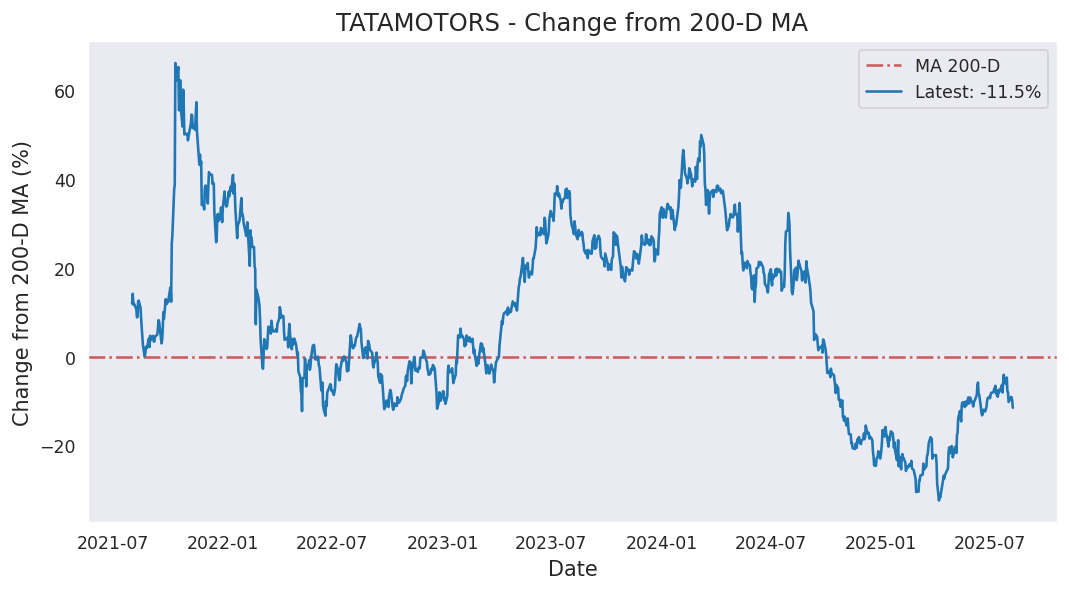 TATAMOTORS - Change from 200-D MA
MA 200-D
Latest: -11.5%
Change from 200-D MA (%)
60
40
20
0
−20
2021-07 2022-01 2022-07 2023-01 2023-07 2024-01 2024-07 2025-01 2025-07
Date